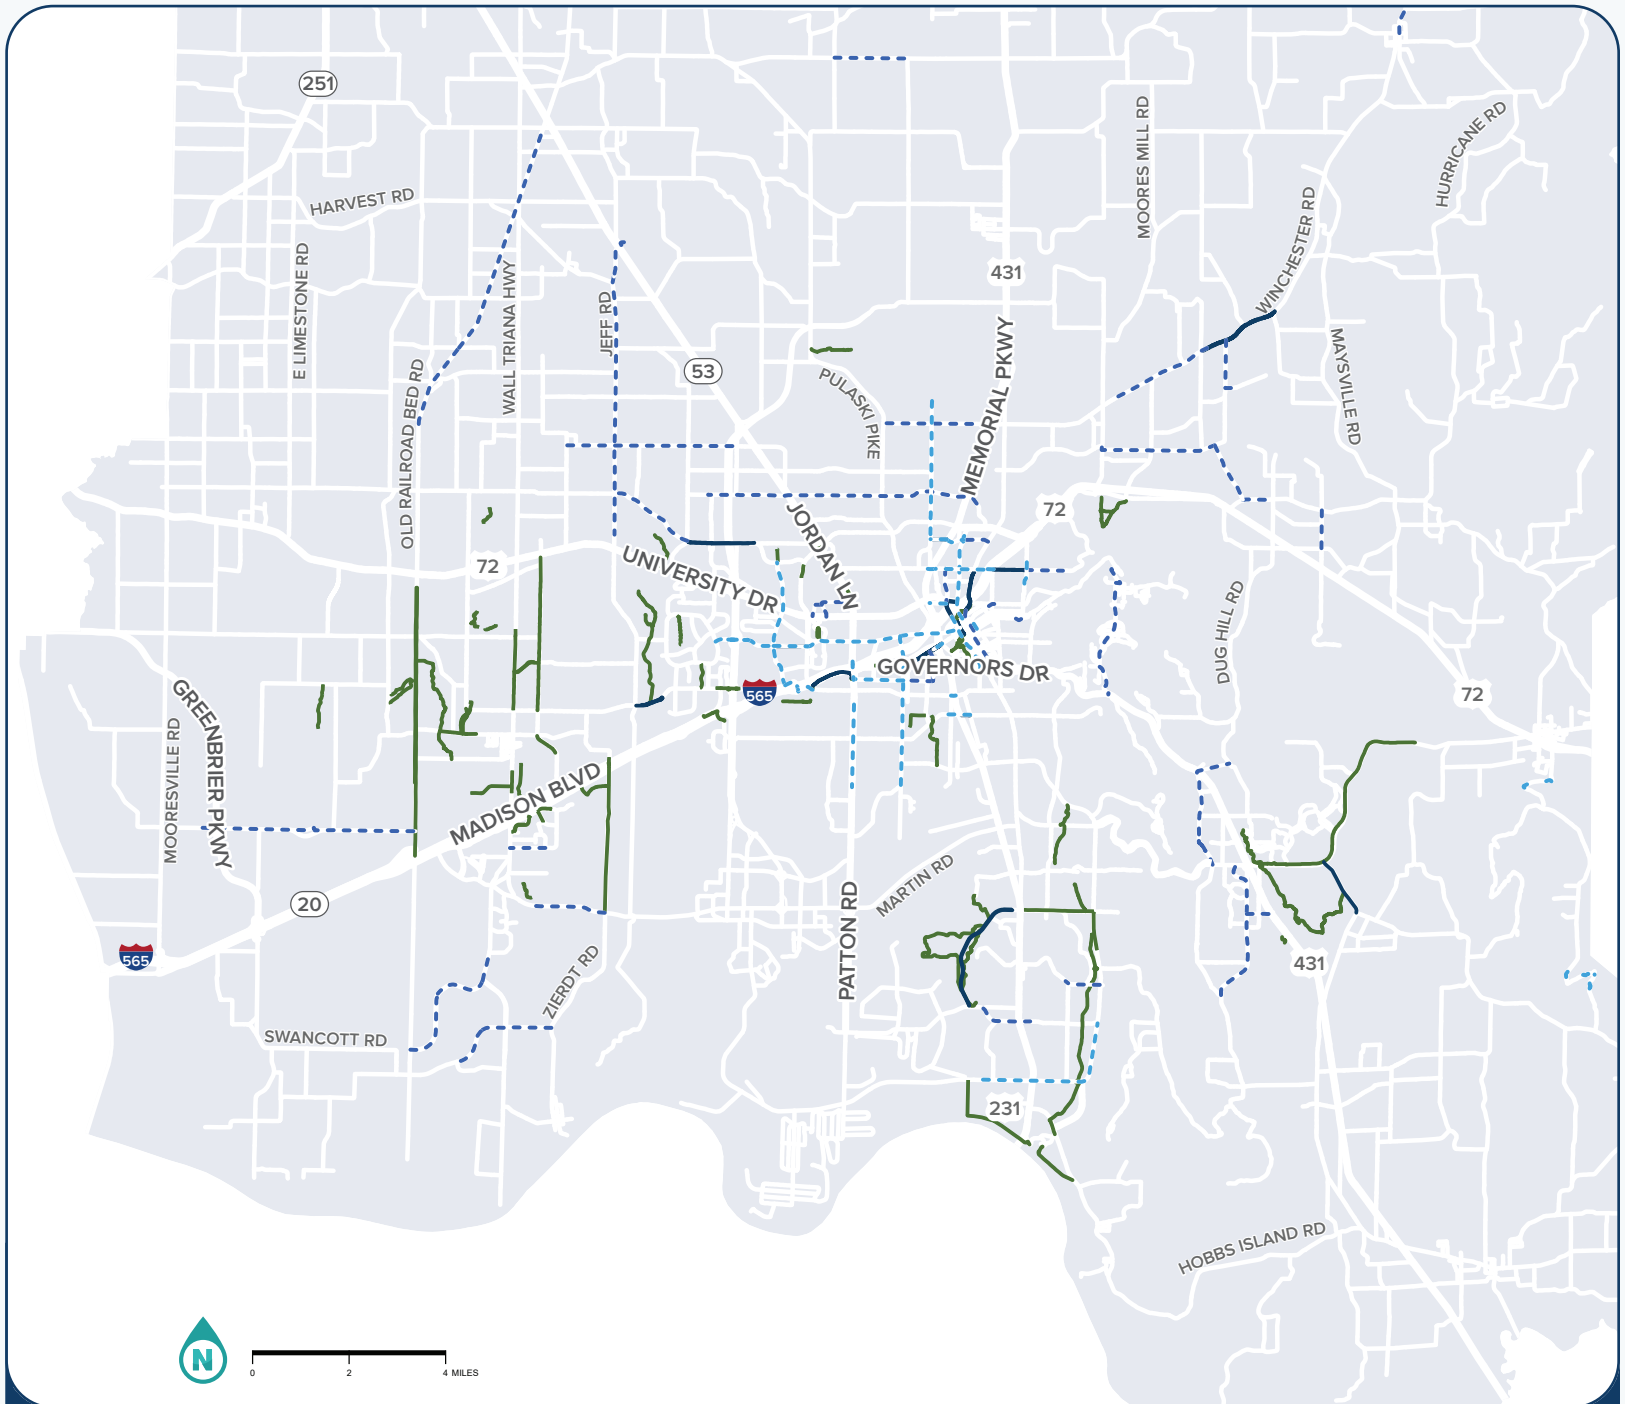 251
HARVEST RD
E LIMESTONE RD
WALL TRIANA HWY
JEFF RD
OLD RAILROAD BED RD
53
PULASKI PIKE
431
MEMORIAL PKWY
MOORES MILL RD
HURRICANE RD
WINCHESTER RD
MAYSVILLE RD
72
72
UNIVERSITY DR
JORDAN LN
GOVERNORS DR
DUG HILL RD
72
565
GREENBRIER PKWY
MOORESVILLE RD
MADISON BLVD
20
565
MARTIN RD
PATTON RD
ZIERDT RD
SWANCOTT RD
431
231
HOBBS ISLAND RD
N
0
2
4 MILES